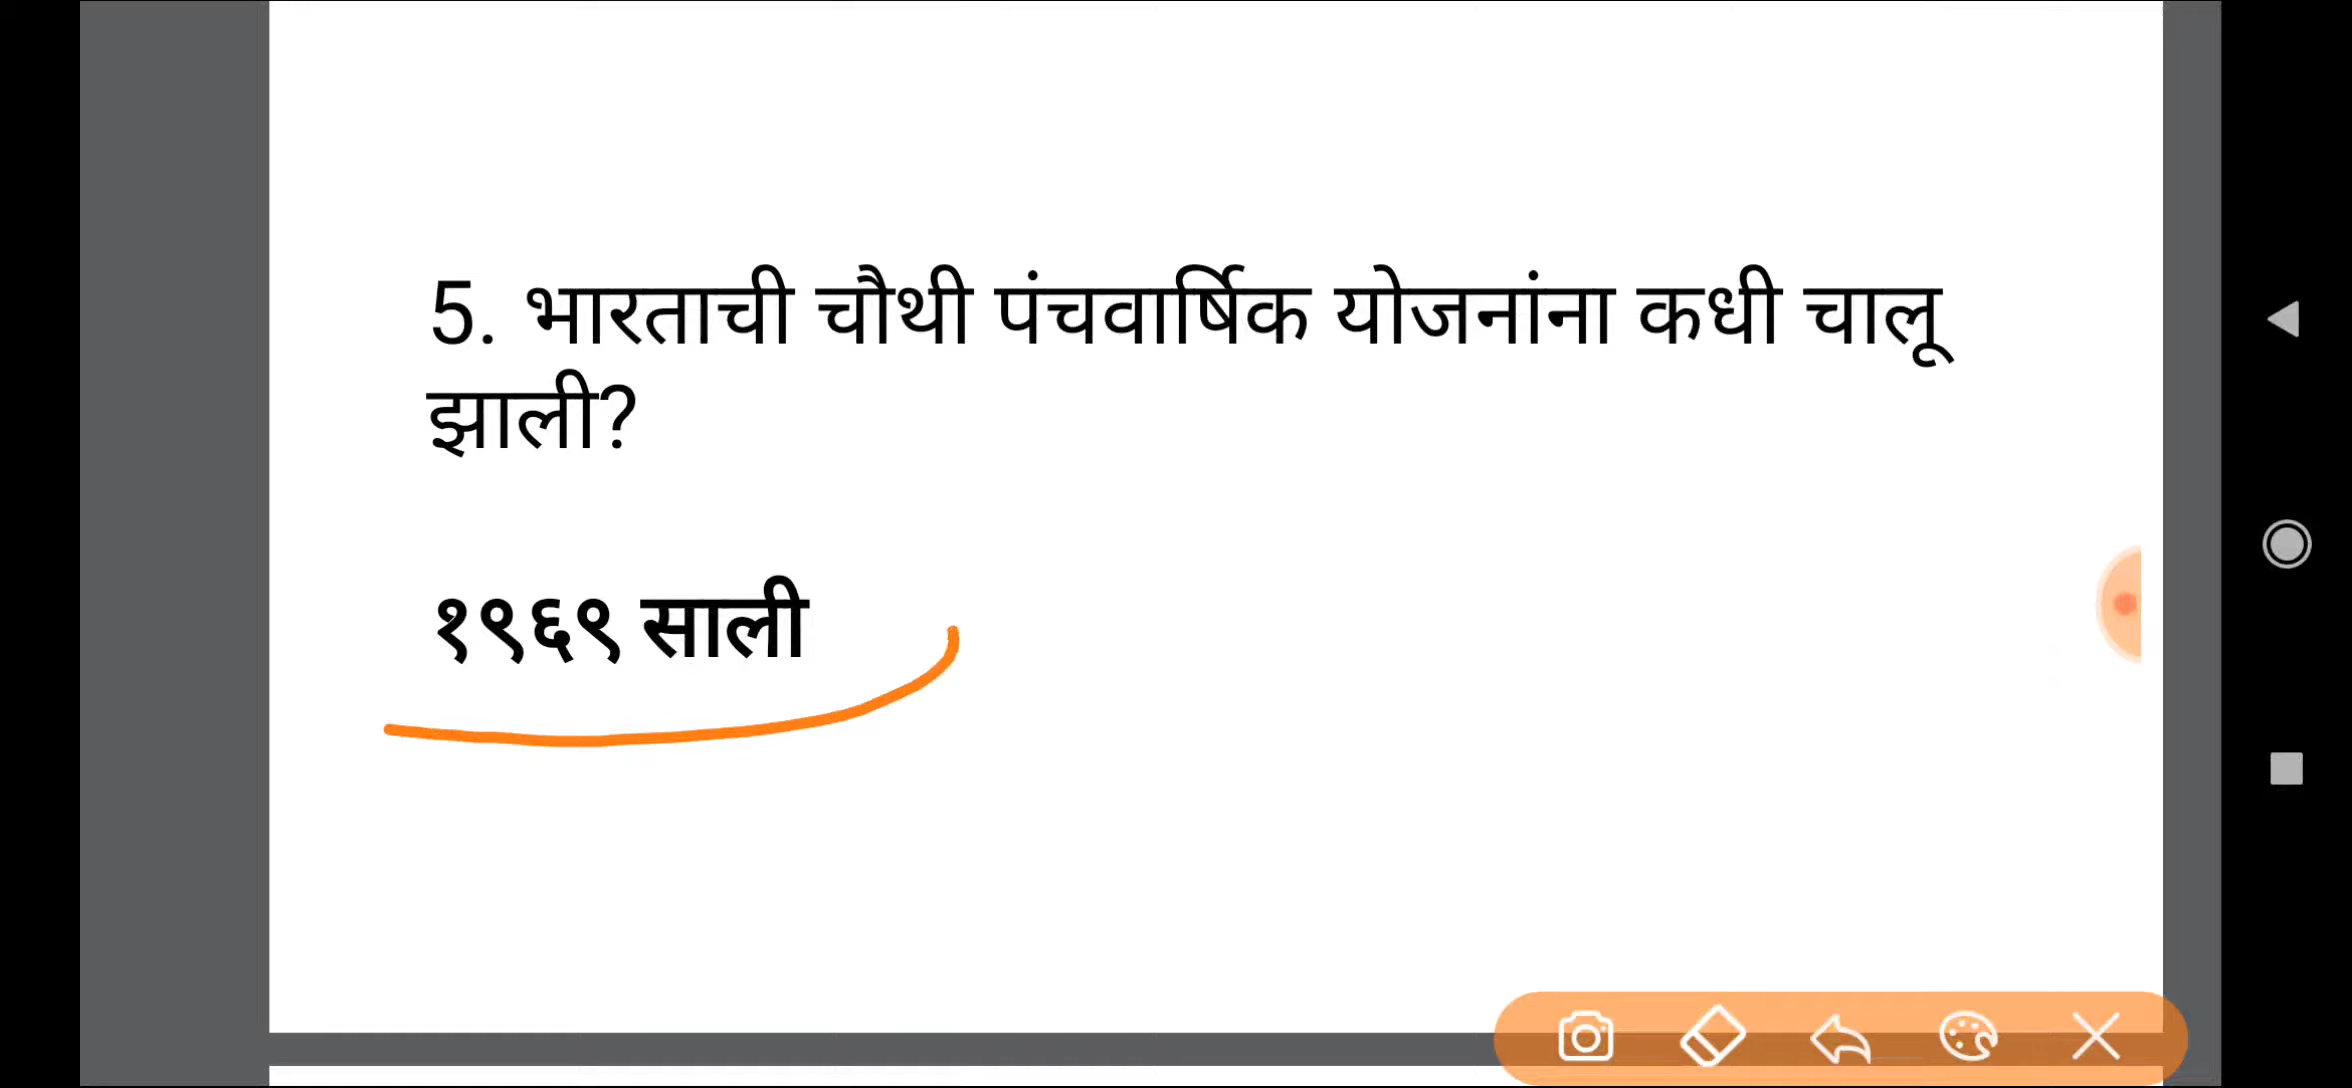 5. भारताची चौथी पंचवार्षिक योजनांना कधी चालू
झाली?
१९६९ साली